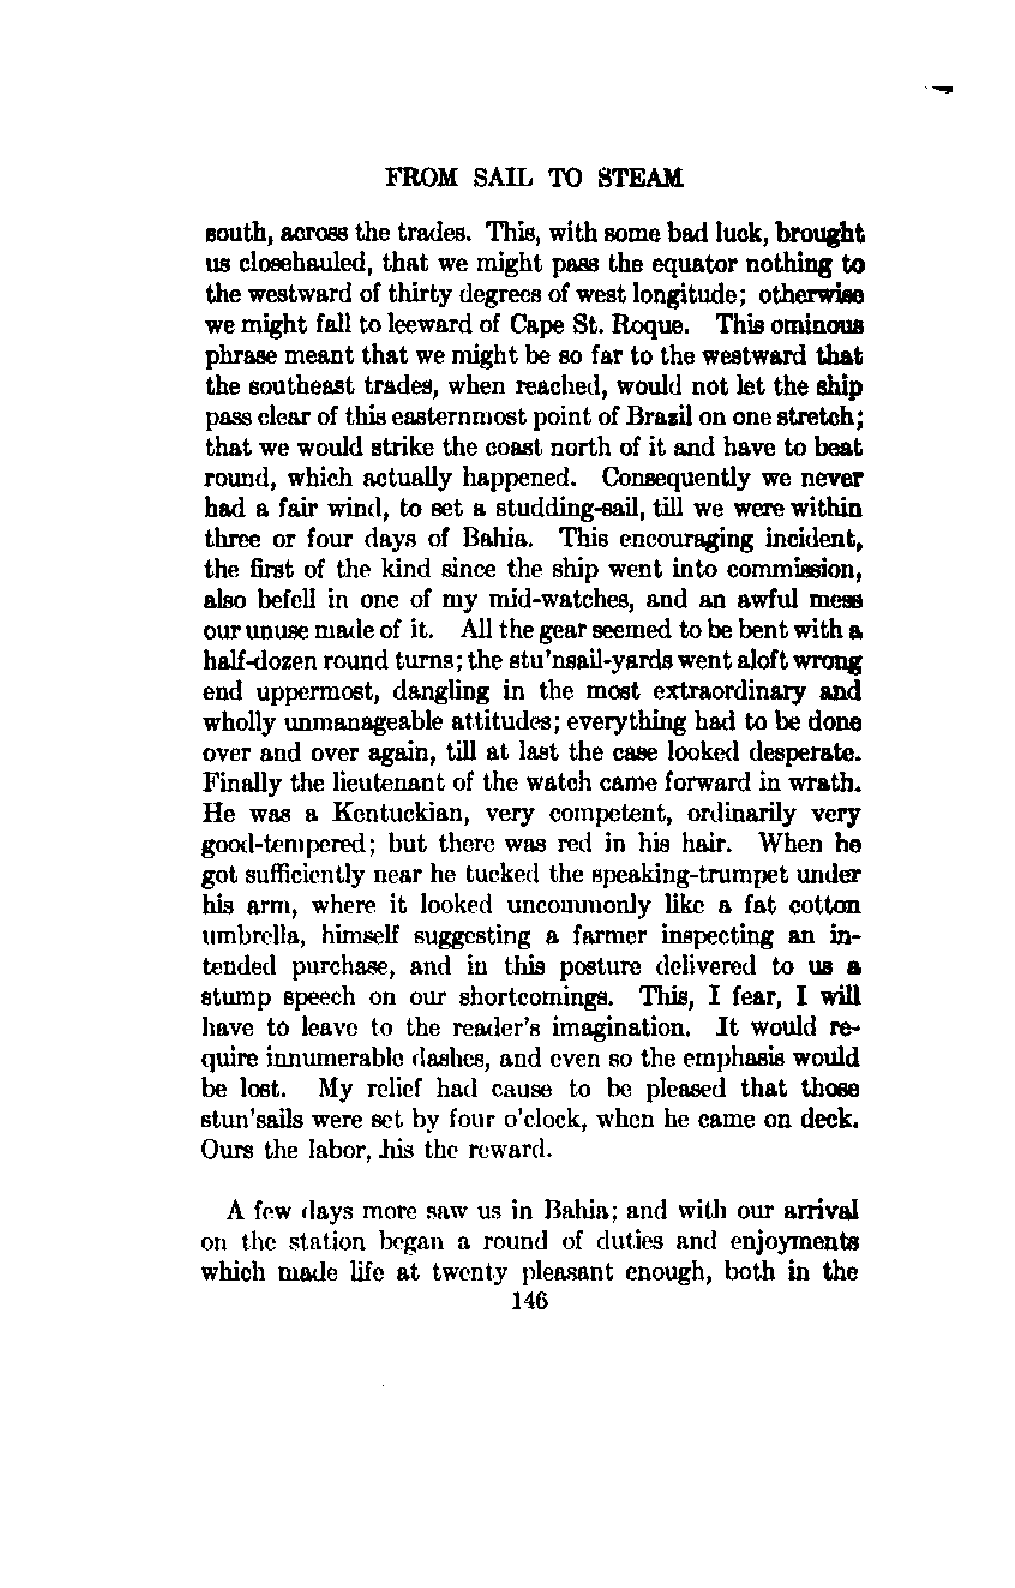 FROM SAIL TO STEAM
south, across the trades. This, with some bad luck, brought
us closehauled, that we might pass the equator nothing to
the westward of thirty degrees of west longitude; otherwise
we might fall to leeward of Cape St. Roque. This ominous
phrase meant that we might be so far to the westward that
the southeast trades, when reached, would not let the ship
pass clear of this easternmost point of Brazil on one stretch;
that we would strike the coast north of it and have to beat
round, which actually happened. Consequently we never
had a fair wind, to set a studding-sail, till we were within
three or four days of Bahia. This encouraging incident,
the first of the kind since the ship went into commission,
also befell in one of my mid-watches, and an awful mess
our unuse made of it. All the gear seemed to be bent with a
half-dozen round turns; the stu'nsail-yards went aloft wrong
end uppermost, dangling in the most extraordinary and
wholly unmanageable attitudes; everything had to be done
over and over again, till at last the case looked desperate.
Finally the lieutenant of the watch came forward in wrath.
He was a Kentuckian, very competent, ordinarily very
good-tempered; but there was red in his hair. When he
got sufficiently near he tucked the speaking-trumpet under
his arm, where it looked uncommonly like a fat cotton
umbrella, himself suggesting a farmer inspecting an in-
tended purchase, and in this posture delivered to us a
stump speech on our shortcomings. This, I fear, I will
have to leave to the reader's imagination. It would re-
quire innumerable dashes, and even so the emphasis would
be lost. My relief had cause to be pleased that those
stun'sails were set by four o'clock, when he came on deck.
Ours the labor, his the reward.
A few days more saw us in Bahia; and with our arrival
on the station began a round of duties and enjoyments
which made life at twenty pleasant enough, both in the
146